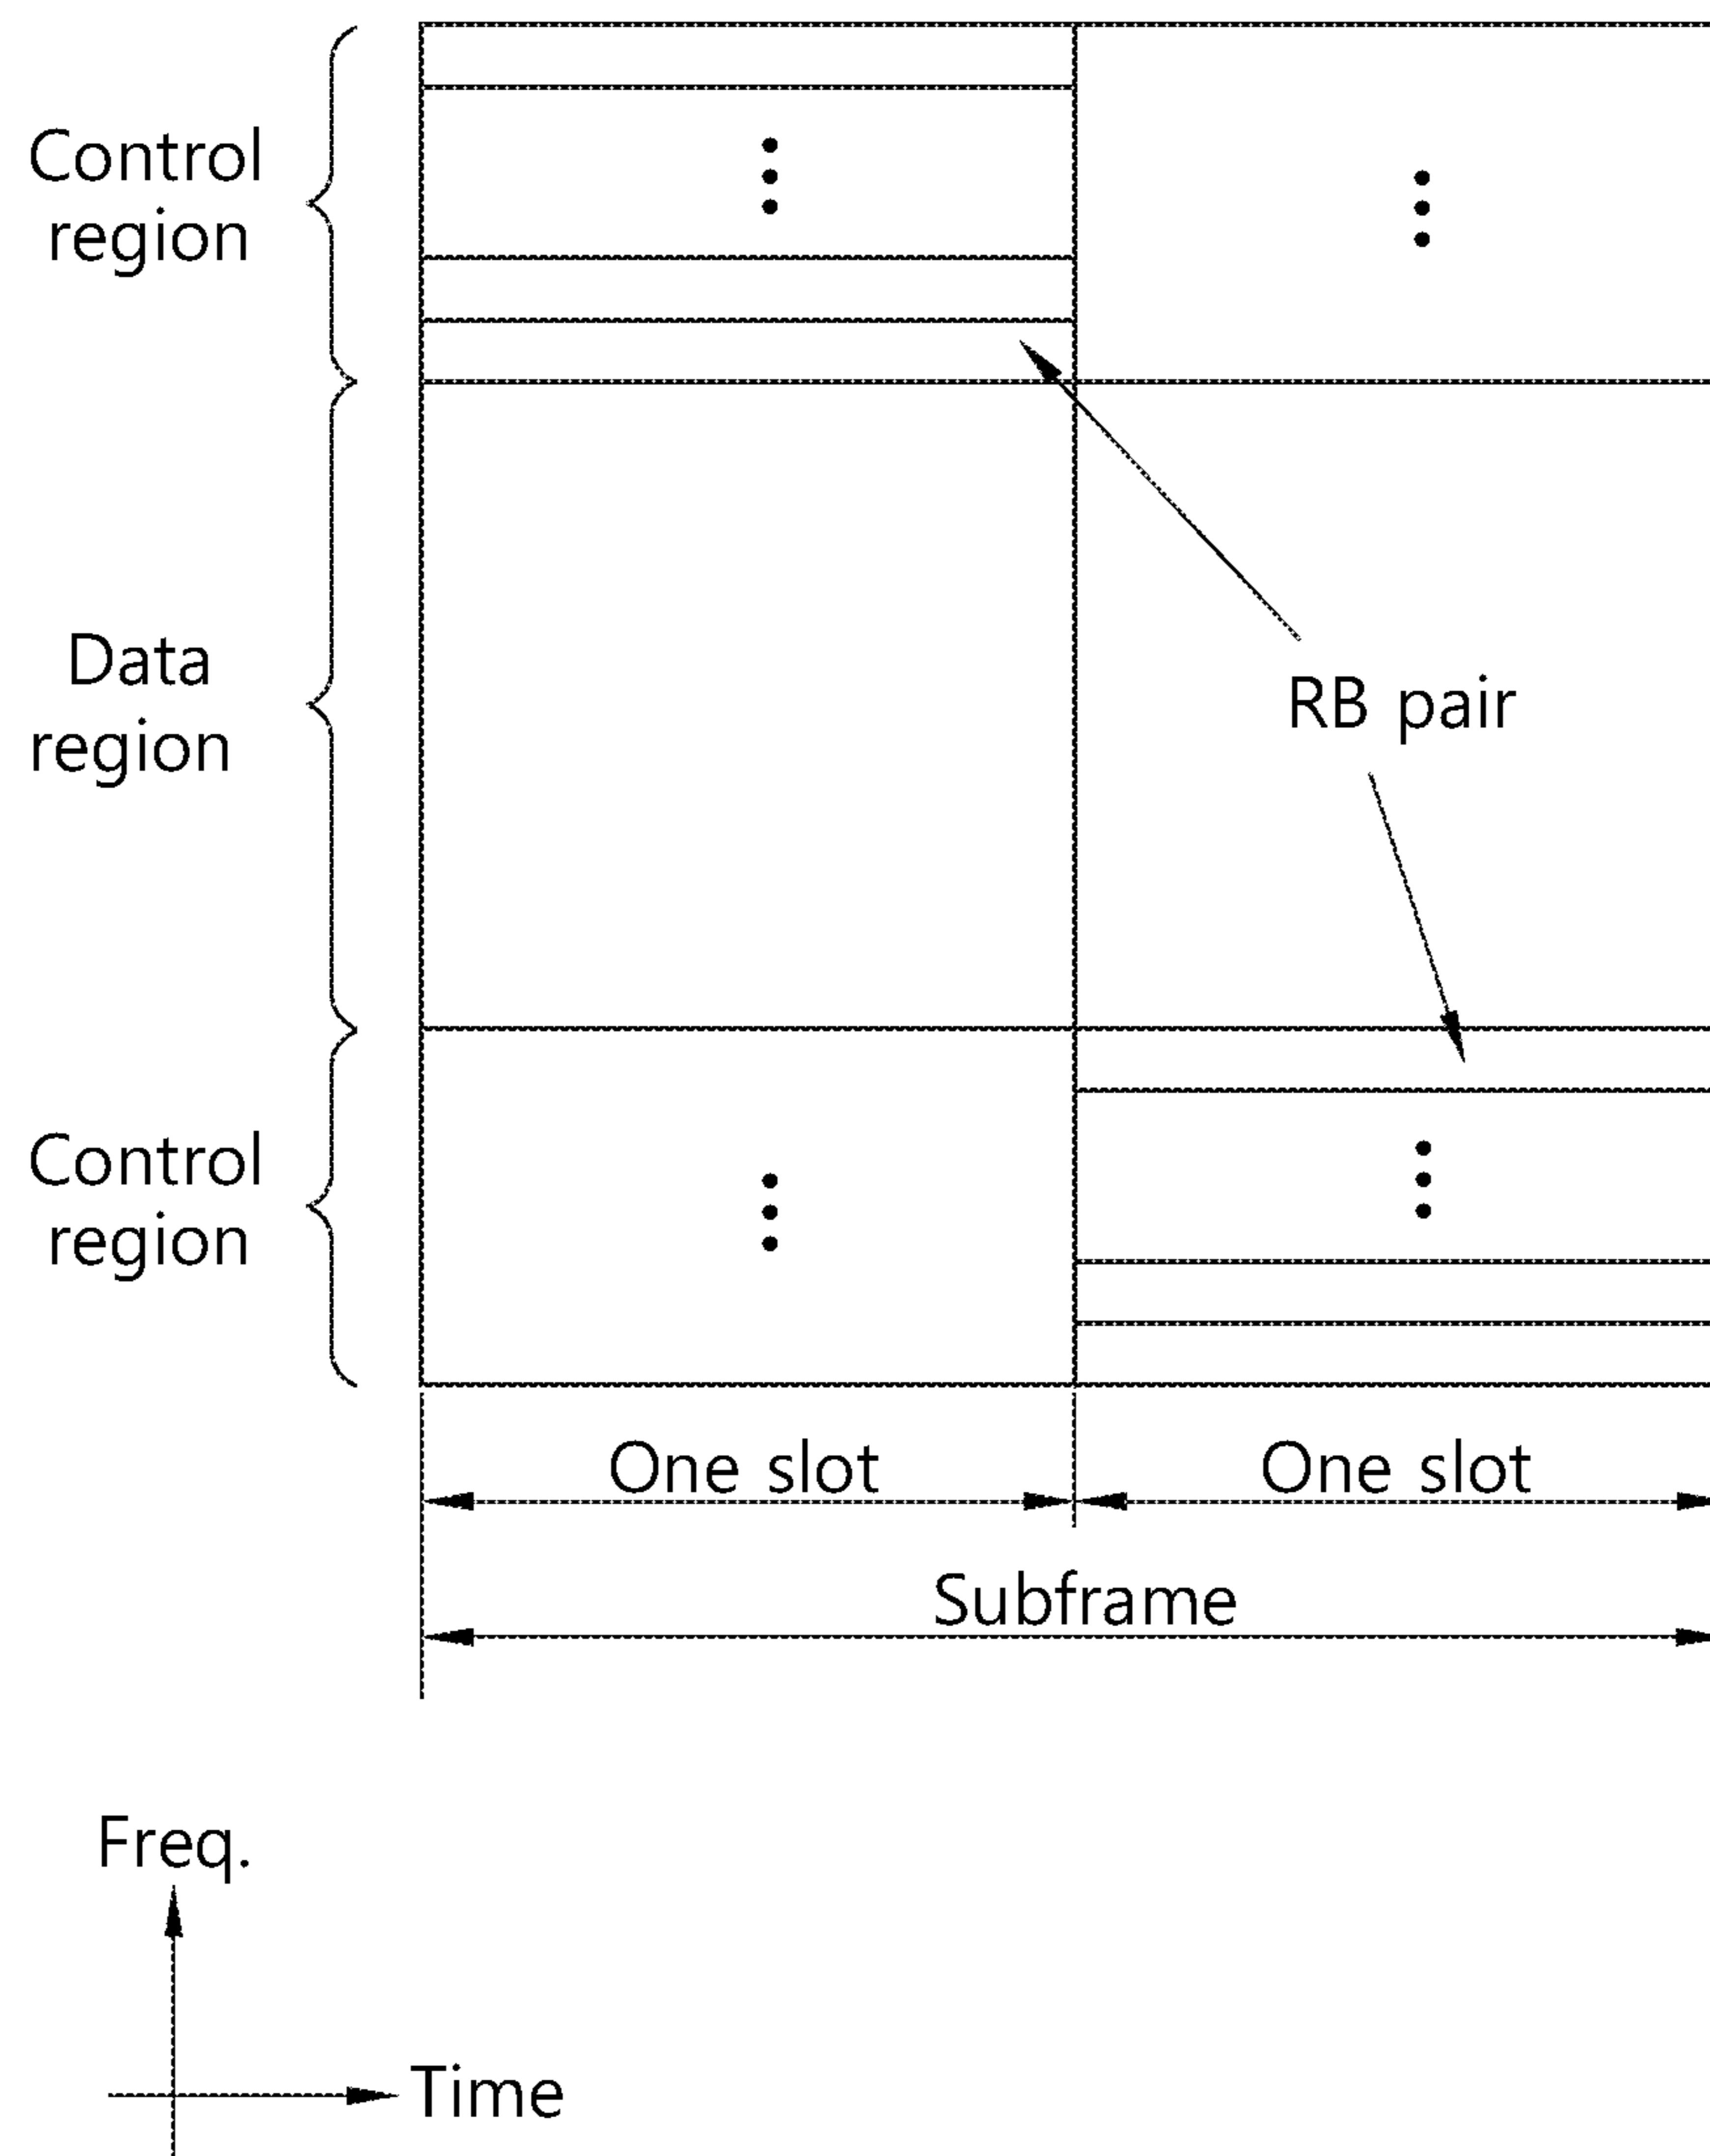 Control
region
Data
region
RB pair
Control
region
One slot
One slot
Subframe
Freq.
Time